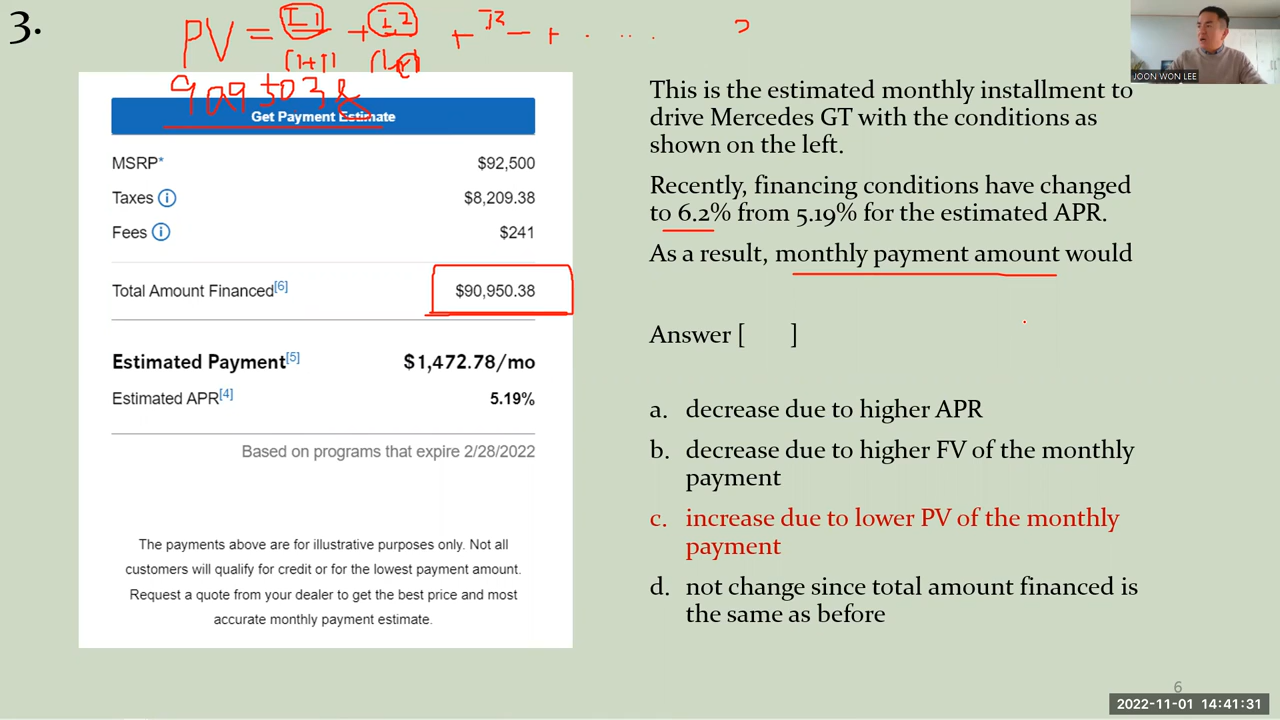 3.
PV =
+
+
+ . . . . .
9095038
JOON WON LEE
Get Payment Estimate
MSRP* $92,500
Taxes $8,209.38
Fees $241
Total Amount Financed[6] $90,950.38
Estimated Payment[5] $1,472.78/mo
Estimated APR[4] 5.19%
Based on programs that expire 2/28/2022
The payments above are for illustrative purposes only. Not all
customers will qualify for credit or for the lowest payment amount.
Request a quote from your dealer to get the best price and most
accurate monthly payment estimate.
This is the estimated monthly installment to
drive Mercedes GT with the conditions as
shown on the left.
Recently, financing conditions have changed
to 6.2% from 5.19% for the estimated APR.
As a result, monthly payment amount would
Answer [ ]
a. decrease due to higher APR
b. decrease due to higher FV of the monthly
payment
c. increase due to lower PV of the monthly
payment
d. not change since total amount financed is
the same as before
6
2022-11-01 14:41:31